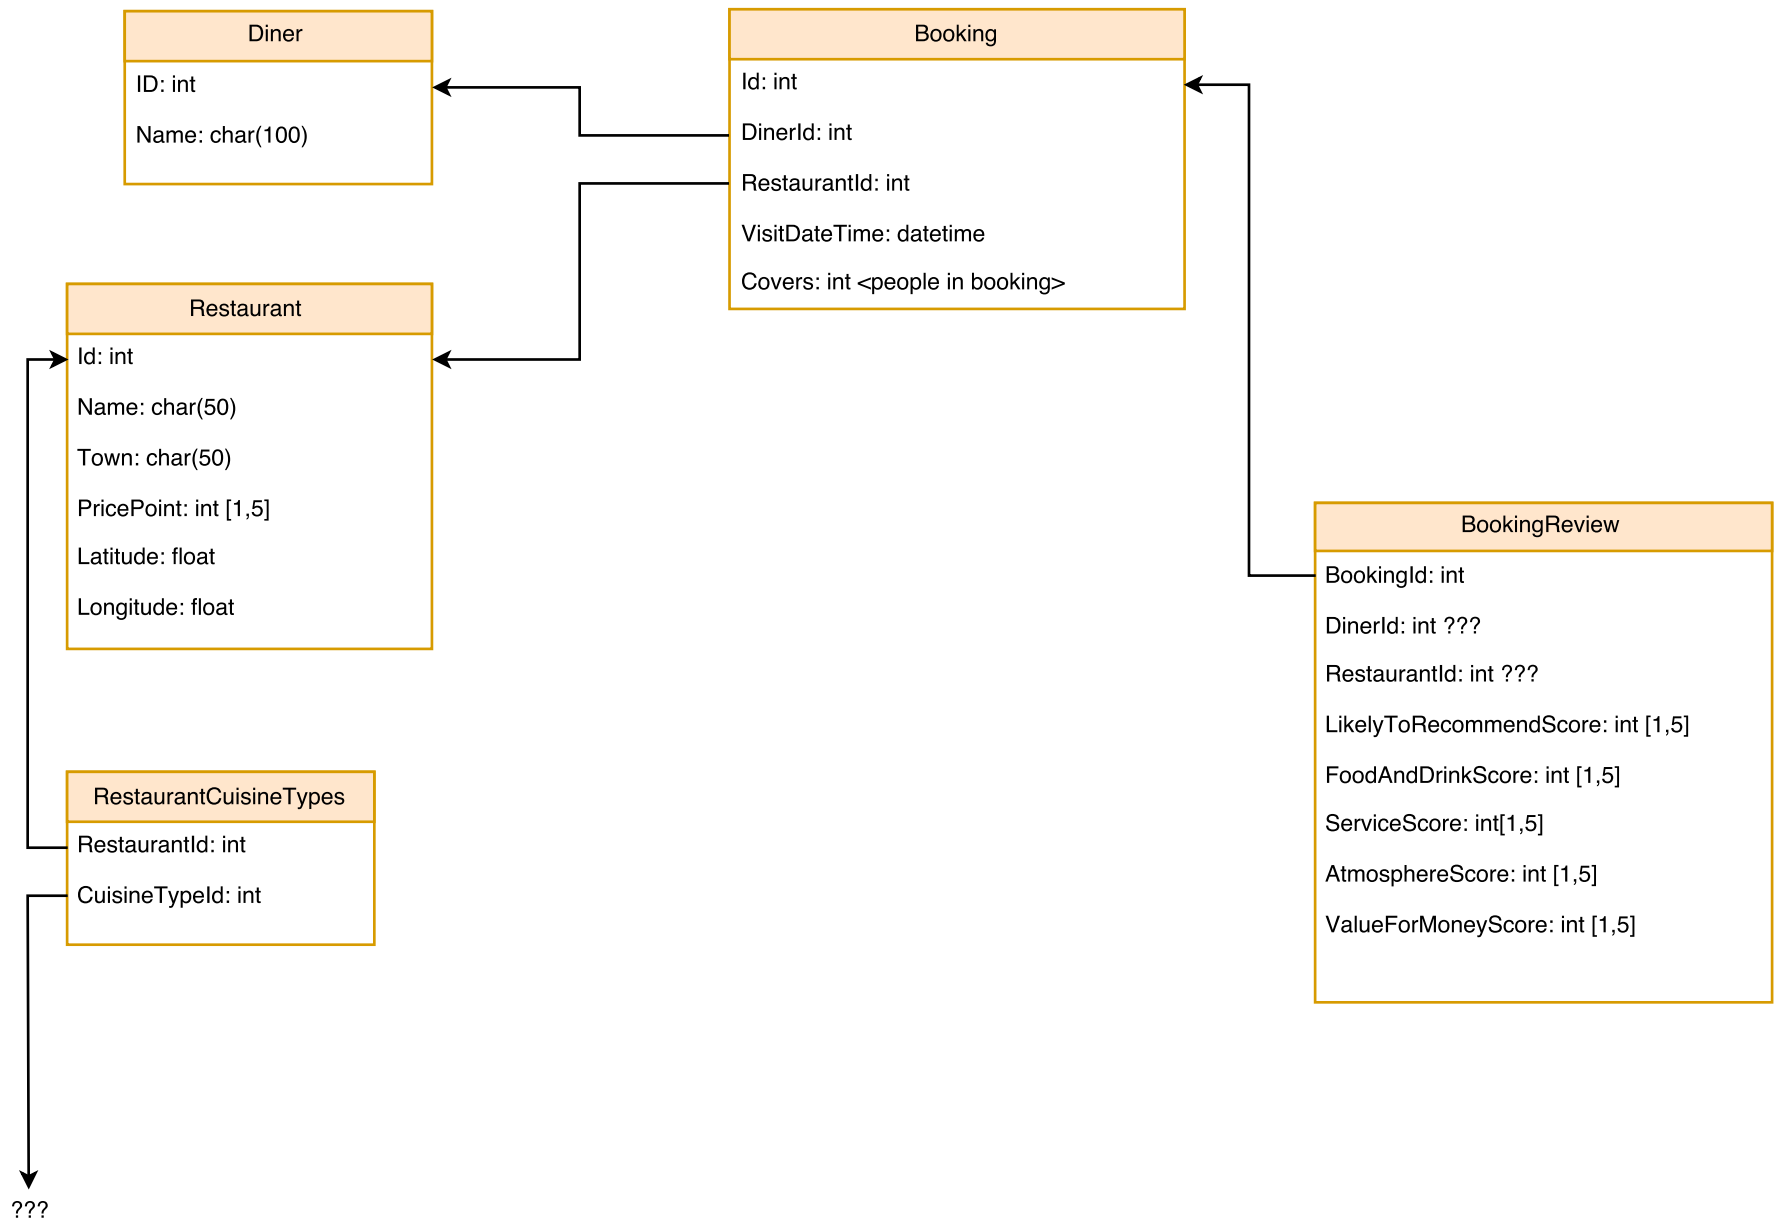 Diner
ID: int
Name: char(100)
Booking
Id: int
DinerId: int
RestaurantId: int
VisitDateTime: datetime
Covers: int <people in booking>
Restaurant
Id: int
Name: char(50)
Town: char(50)
PricePoint: int [1,5]
Latitude: float
Longitude: float
BookingReview
BookingId: int
DinerId: int ???
RestaurantId: int ???
LikelyToRecommendScore: int [1,5]
FoodAndDrinkScore: int [1,5]
ServiceScore: int[1,5]
AtmosphereScore: int [1,5]
ValueForMoneyScore: int [1,5]
RestaurantCuisineTypes
RestaurantId: int
CuisineTypeId: int
???